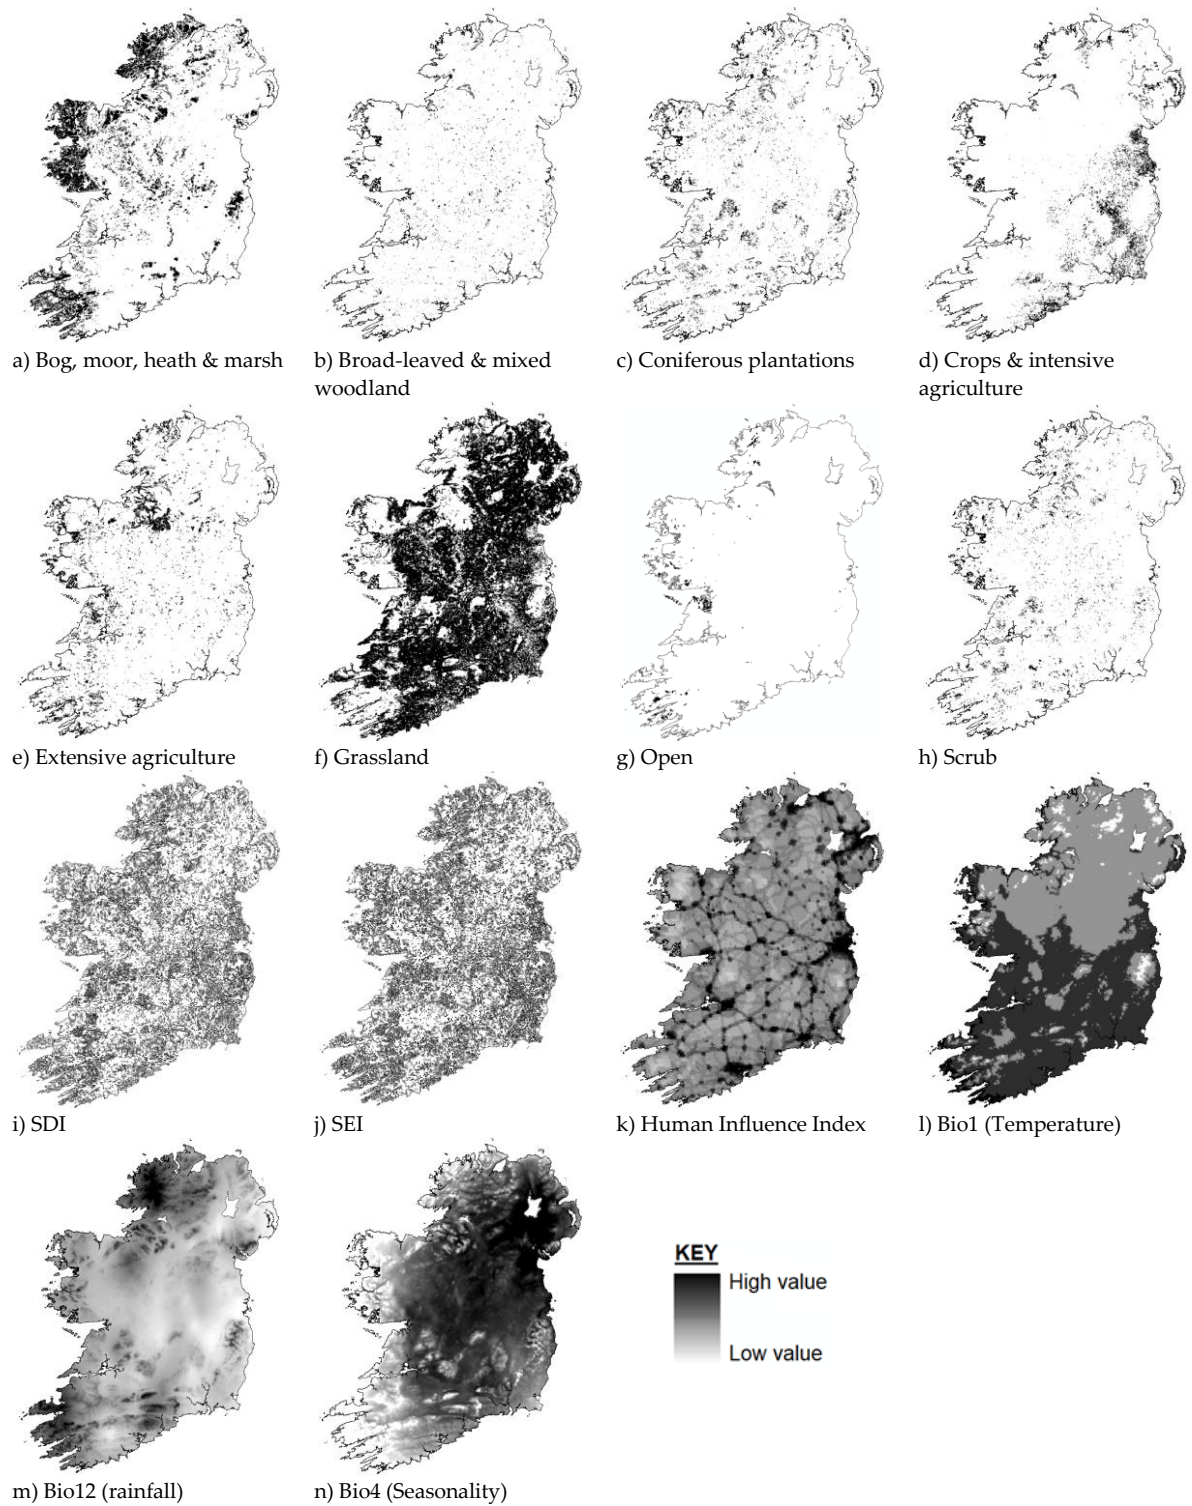 a) Bog, moor, heath & marsh
b) Broad-leaved & mixed
woodland
c) Coniferous plantations
d) Crops & intensive
agriculture
e) Extensive agriculture
f) Grassland
g) Open
h) Scrub
i) SDI
j) SEI
k) Human Influence Index
l) Bio1 (Temperature)
m) Bio12 (rainfall)
n) Bio4 (Seasonality)
KEY
High value
Low value